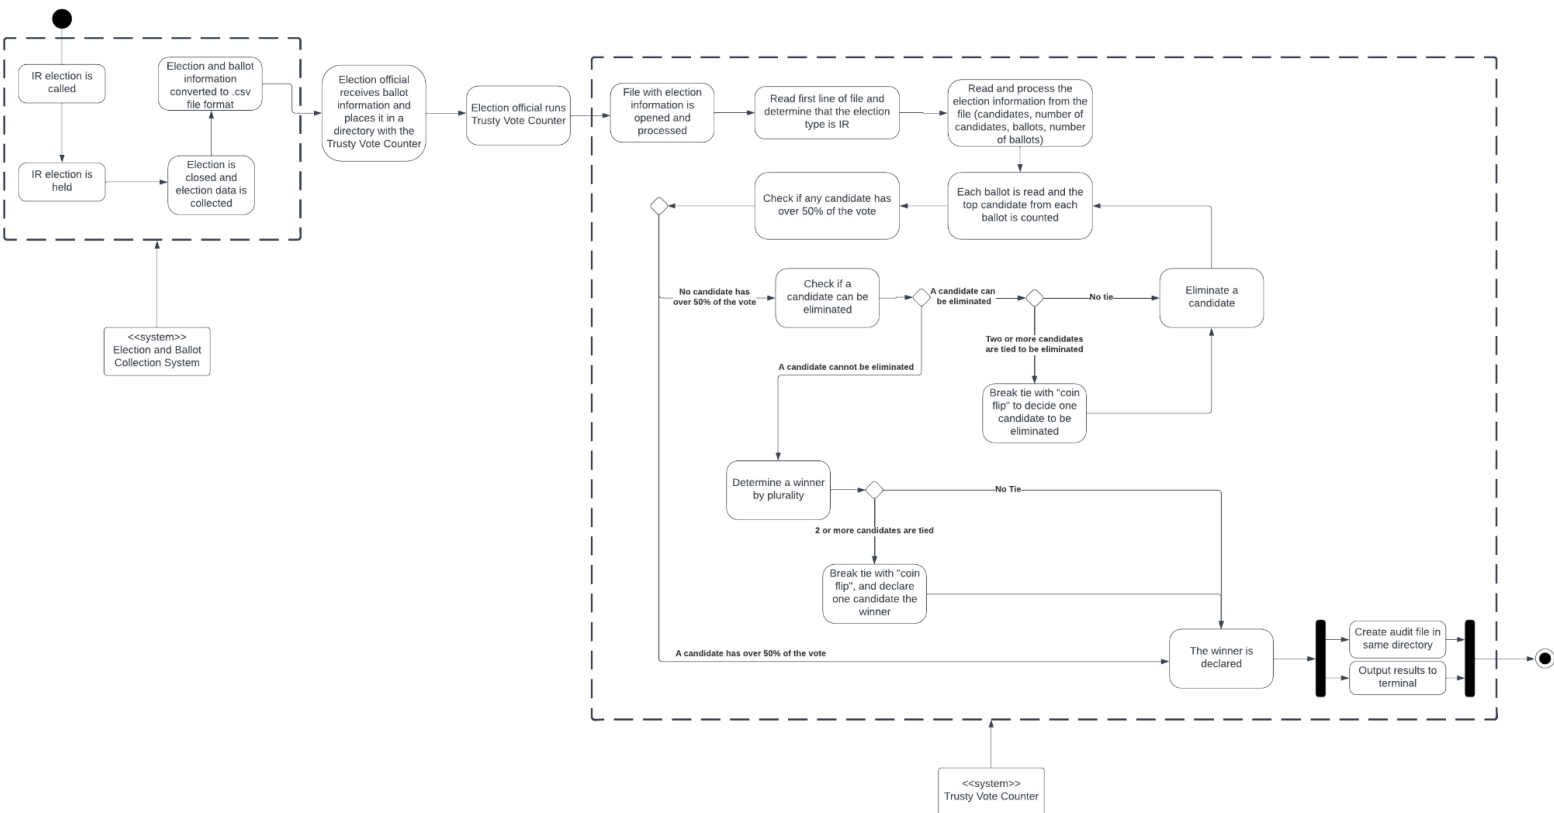 IR election is
called
Election and ballot
information
converted to .csv
file format
IR election is
held
Election is
closed and
election data is
collected
<<system>>
Election and Ballot
Collection System
Election official
receives ballot
information and
places it in a
directory with the
Trusty Vote Counter
Election official runs
Trusty Vote Counter
File with election
information is
opened and
processed
Read first line of file and
determine that the election
type is IR
Read and process the
election information from the
file (candidates, number of
candidates, ballots, number
of ballots)
Each ballot is read and the
top candidate from each
ballot is counted
Check if any candidate has
over 50% of the vote
No candidate has
over 50% of the vote
Check if a
candidate can be
eliminated
A candidate can
be eliminated
No tie
Eliminate a
candidate
Two or more candidates
are tied to be eliminated
Break tie with "coin
flip" to decide one
candidate to be
eliminated
A candidate cannot be eliminated
Determine a winner
by plurality
No Tie
2 or more candidates are tied
Break tie with "coin
flip", and declare
one candidate the
winner
A candidate has over 50% of the vote
The winner is
declared
Create audit file in
same directory
Output results to
terminal
<<system>>
Trusty Vote Counter